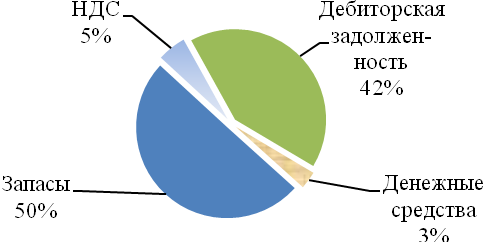 НДС
5%
Дебиторская
задолжен-
ность
42%
Запасы
50%
Денежные
средства
3%